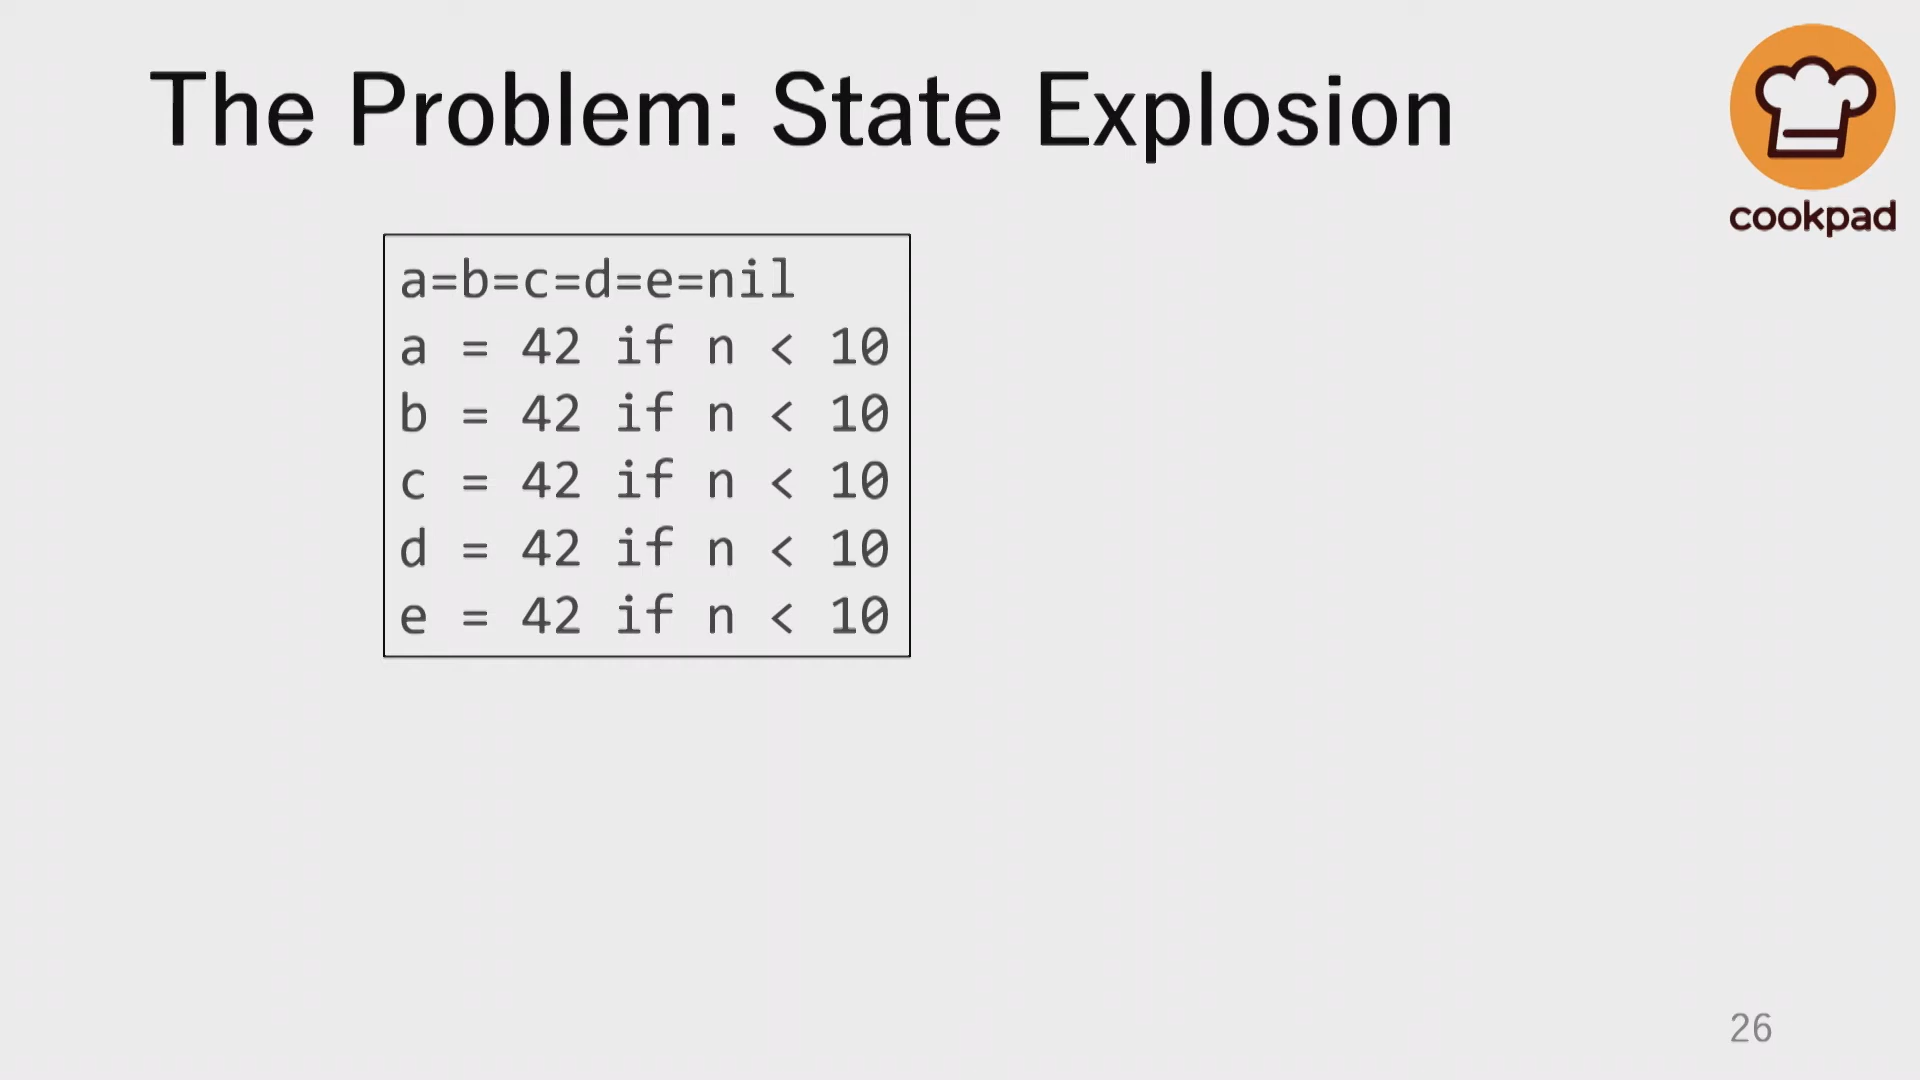 The Problem: State Explosion
cookpad
a=b=c=d=e=nil
a = 42 if n < 10
b = 42 if n < 10
c = 42 if n < 10
d = 42 if n < 10
e = 42 if n < 10
26